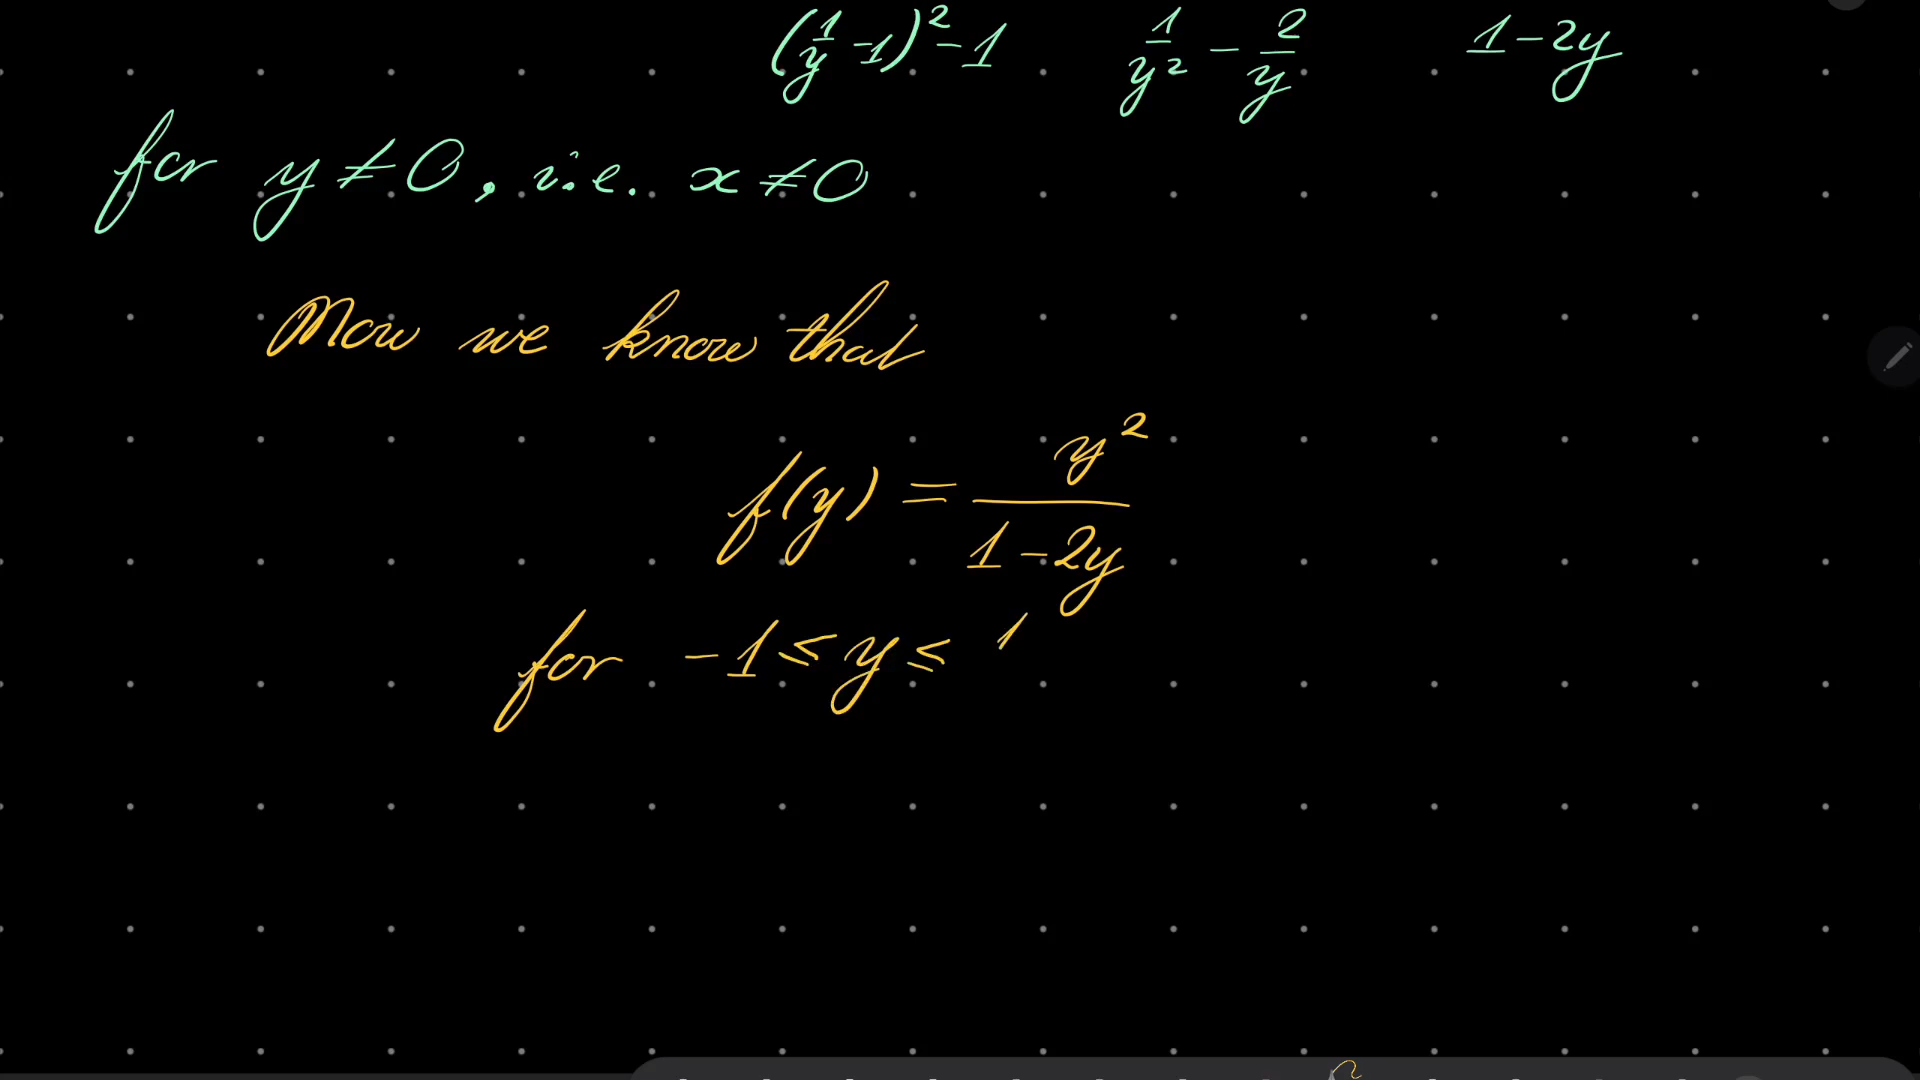 (1/y -1)² -1   1/y² - 2/y   1-2y
for y ≠ 0, i.e. x ≠ 0
Now we know that
f(y) = y² / 1-2y
for -1 ≤ y ≤ 1